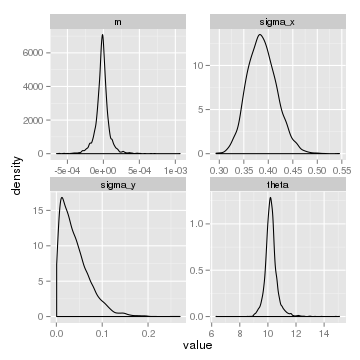 m
sigma_x
6000
4000
2000
0
-5e-04
0e+00
5e-04
1e-03
10
5
0
0.30
0.35
0.40
0.45
0.50
0.55
density
sigma_y
theta
15
10
5
0
0.0
0.1
0.2
1.0
0.5
0.0
6
8
10
12
14
value